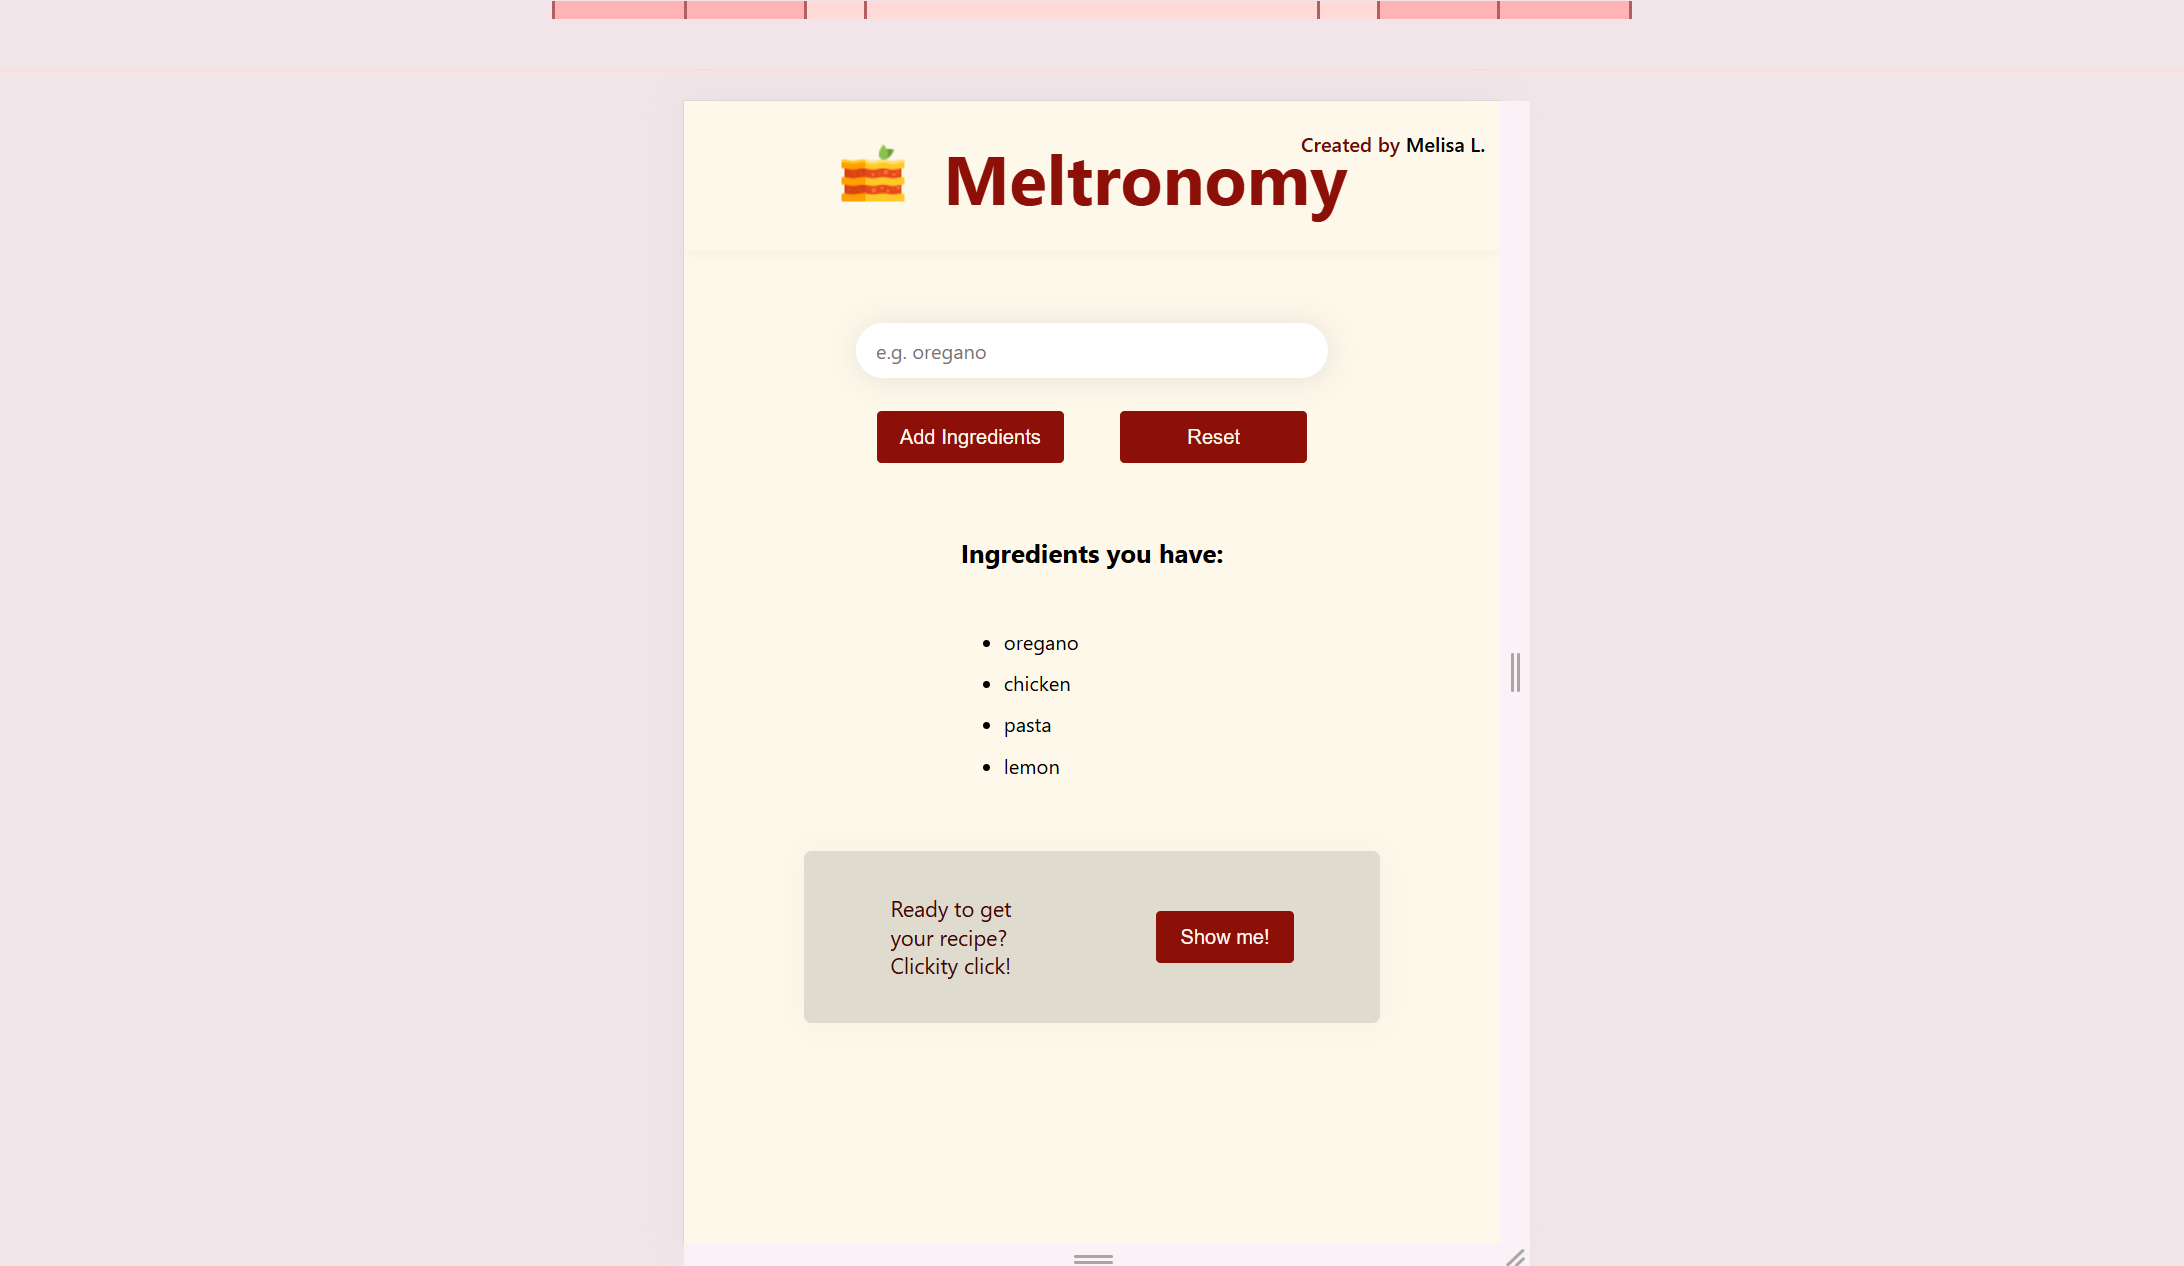 Created by Melisa L.
Meltronomy
e.g. oregano
Add Ingredients
Reset
Ingredients you have:
• oregano
• chicken
• pasta
• lemon
Ready to get
your recipe?
Clickity click!
Show me!